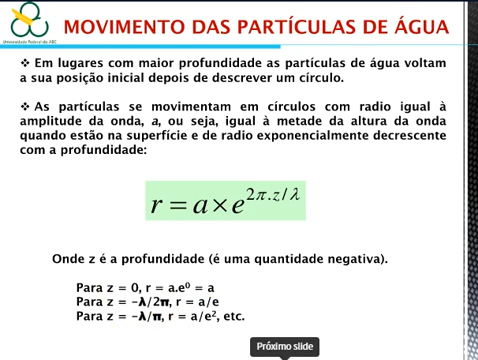 Universidade Federal do ABC
MOVIMENTO DAS PARTÍCULAS DE ÁGUA
❖ Em lugares com maior profundidade as partículas de água voltam
a sua posição inicial depois de descrever um círculo.
❖ As partículas se movimentam em círculos com radio igual à
amplitude da onda, a, ou seja, igual à metade da altura da onda
quando estão na superfície e de radio exponencialmente decrescente
com a profundidade:
r = a × e^{2π.z/λ}
Onde z é a profundidade (é uma quantidade negativa).
Para z = 0, r = a.e⁰ = a
Para z = -λ/2π, r = a/e
Para z = -λ/π, r = a/e², etc.
Próximo slide